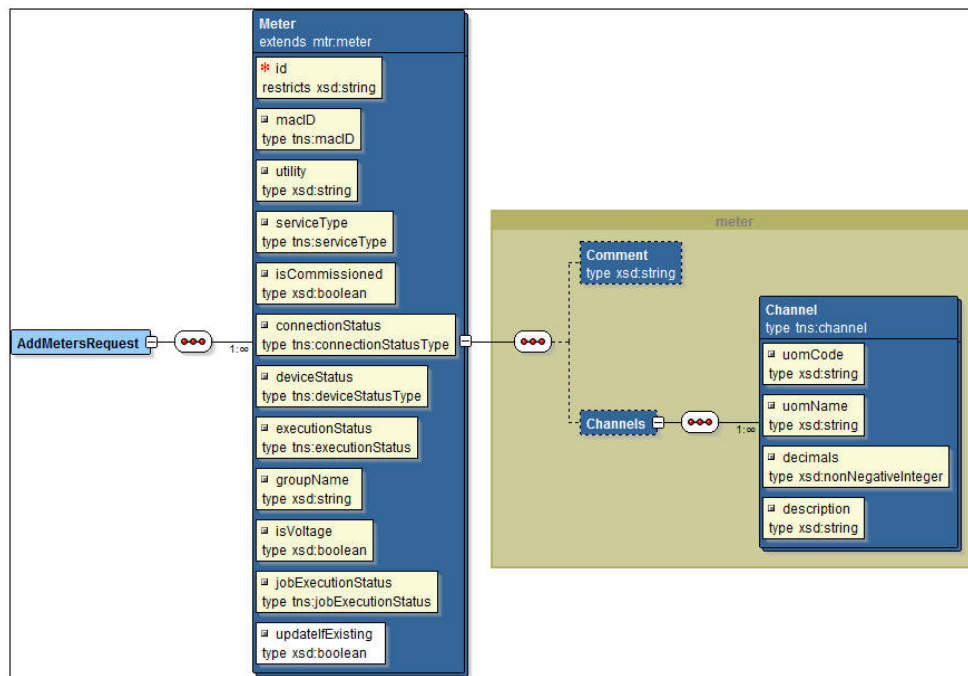 Meter
extends mtr:meter
* id
restricts xsd:string
macID
type tns:macID
utility
type xsd:string
serviceType
type tns:serviceType
isCommissioned
type xsd:boolean
connectionStatus
type tns:connectionStatusType
deviceStatus
type tns:deviceStatusType
executionStatus
type tns:executionStatus
groupName
type xsd:string
isVoltage
type xsd:boolean
jobExecutionStatus
type tns:jobExecutionStatus
updateIfExisting
type xsd:boolean
AddMetersRequest
1:∞
meter
Comment
type xsd:string
Channels
1:∞
Channel
type tns:channel
uomCode
type xsd:string
uomName
type xsd:string
decimals
type xsd:nonNegativeInteger
description
type xsd:string